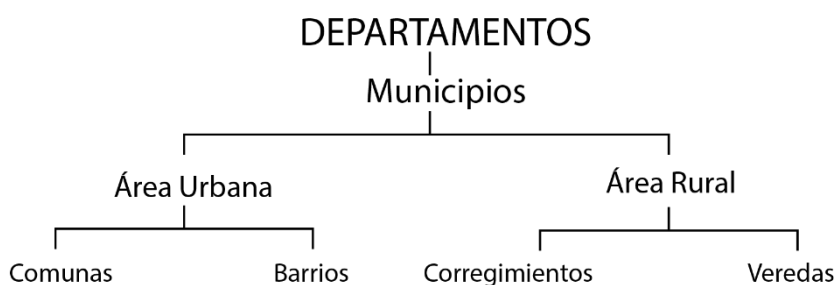 DEPARTAMENTOS
Municipios
Área Urbana
Área Rural
Comunas
Barrios
Corregimientos
Veredas